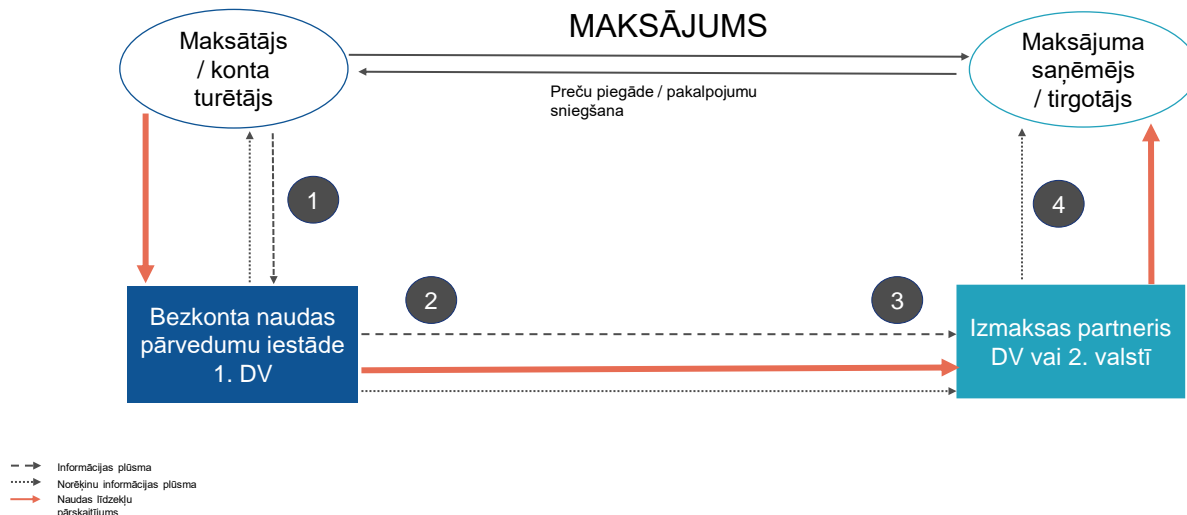 MAKSĀJUMS
Maksātājs
/ konta
turētājs
Maksājuma
saņēmējs
/ tirgotājs
Preču piegāde / pakalpojumu
sniegšana
1
4
2
3
Bezkonta naudas
pārvedumu iestāde
1. DV
Izmaksas partneris
DV vai 2. valstī
Informācijas plūsma
Norēķinu informācijas plūsma
Naudas līdzekļu
pārskaitījums